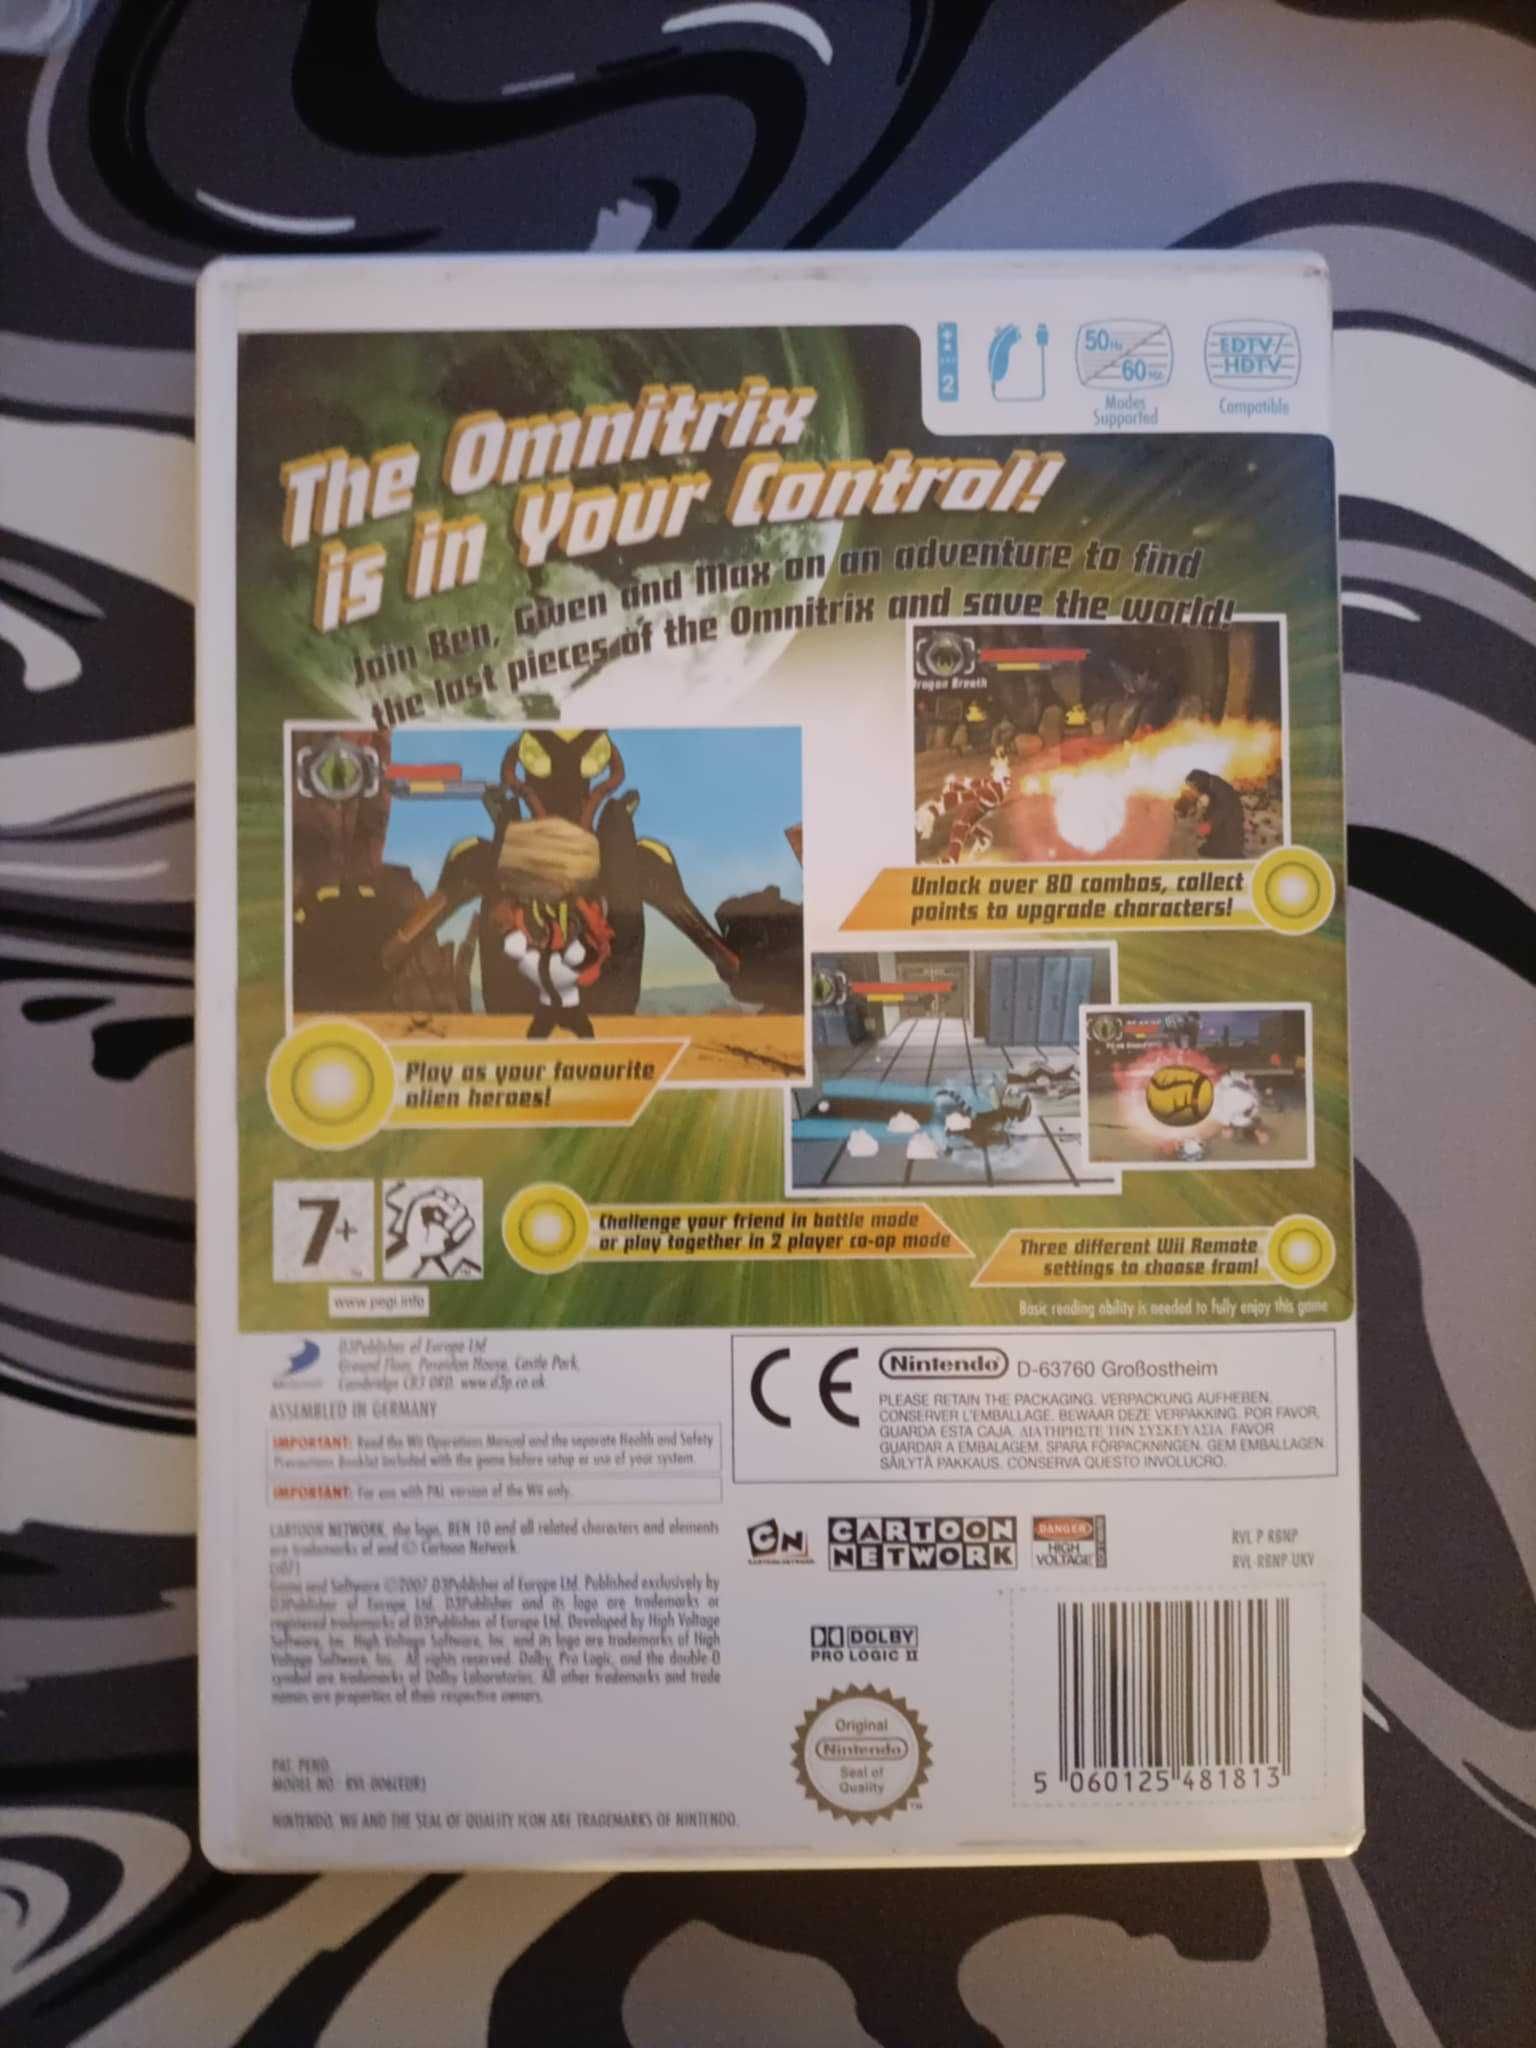 The Omnitrix
is in Your Control!
Join Ben, Gwen and Max on an adventure to find
the last pieces of the Omnitrix and save the world!
2
50Hz
60Hz
Modes
Supported
EDTV/
HDTV
Compatible
Dragon Breath
Unlock over 80 combos, collect
points to upgrade characters!
Play as your favourite
alien heroes!
7+
™
™
www.pegi.info
Challenge your friend in battle mode
or play together in 2 player co-op mode
Three different Wii Remote
settings to choose from!
Basic reading ability is needed to fully enjoy this game
D3Publisher of Europe Ltd
Ground Floor, Poseidon House, Castle Park,
Cambridge CB3 0RD. www.d3p.co.uk
ASSEMBLED IN GERMANY
IMPORTANT: Read the Wii Operations Manual and the separate Health and Safety
Precautions Booklet included with the game before setup or use of your system.
IMPORTANT: For use with PAL version of the Wii only.
CE
Nintendo D-63760 Großostheim
PLEASE RETAIN THE PACKAGING. VERPACKUNG AUFHEBEN.
CONSERVER L'EMBALLAGE. BEWAAR DEZE VERPAKKING. POR FAVOR,
GUARDA ESTA CAJA. ΔΙΑΤΗΡΗΣΤΕ ΤΗΝ ΣΥΣΚΕΥΑΣΙΑ. FAVOR
GUARDAR A EMBALAGEM. SPARA FÖRPACKNINGEN. GEM EMBALLAGEN.
SÄILYTÄ PAKKAUS. CONSERVA QUESTO INVOLUCRO.
CARTOON NETWORK, the logo, BEN 10 and all related characters and elements
are trademarks of and © Cartoon Network.
(s07)
Game and Software ©2007 D3Publisher of Europe Ltd. Published exclusively by
D3Publisher of Europe Ltd. D3Publisher and its logo are trademarks or
registered trademarks of D3Publisher of Europe Ltd. Developed by High Voltage
Software, Inc. High Voltage Software, Inc. and its logo are trademarks of High
Voltage Software, Inc. All rights reserved. Dolby, Pro Logic, and the double-D
symbol are trademarks of Dolby Laboratories. All other trademarks and trade
names are properties of their respective owners.
PAT. PEND.
MODEL NO.: RVL-006(EUR)
NINTENDO, WII AND THE SEAL OF QUALITY ICON ARE TRADEMARKS OF NINTENDO.
CN
CARTOON NETWORK
CARTOON
NETWORK
DANGER
HIGH
VOLTAGE
RVL P RBNP
RVL-RBNP-UKV
DOLBY
PRO LOGIC II
Original
Nintendo
Seal of
Quality
™
5 060125 481813